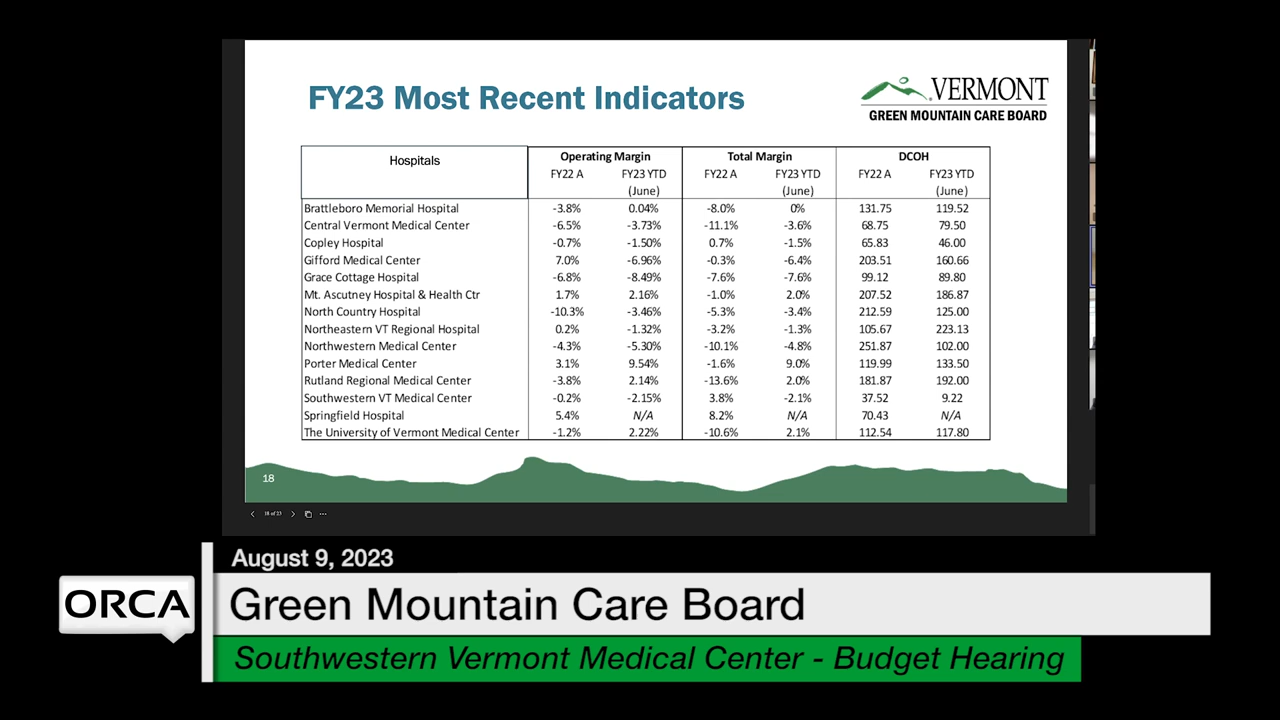 FY23 Most Recent Indicators
VERMONT
GREEN MOUNTAIN CARE BOARD
Hospitals Operating Margin Total Margin DCOH
FY22 A FY23 YTD FY22 A FY23 YTD FY22 A FY23 YTD
(June) (June) (June)
Brattleboro Memorial Hospital -3.8% 0.04% -8.0% 0% 131.75 119.52
Central Vermont Medical Center -6.5% -3.73% -11.1% -3.6% 68.75 79.50
Copley Hospital -0.7% -1.50% 0.7% -1.5% 65.83 46.00
Gifford Medical Center 7.0% -6.96% -0.3% -6.4% 203.51 160.66
Grace Cottage Hospital -6.8% -8.49% -7.6% -7.6% 99.12 89.80
Mt. Ascutney Hospital & Health Ctr 1.7% 2.16% -1.0% 2.0% 207.52 186.87
North Country Hospital -10.3% -3.46% -5.3% -3.4% 212.59 125.00
Northeastern VT Regional Hospital 0.2% -1.32% -3.2% -1.3% 105.67 223.13
Northwestern Medical Center -4.3% -5.30% -10.1% -4.8% 251.87 102.00
Porter Medical Center 3.1% 9.54% -1.6% 9.0% 119.99 133.50
Rutland Regional Medical Center -3.8% 2.14% -13.6% 2.0% 181.87 192.00
Southwestern VT Medical Center -0.2% -2.15% 3.8% -2.1% 37.52 9.22
Springfield Hospital 5.4% N/A 8.2% N/A 70.43 N/A
The University of Vermont Medical Center -1.2% 2.22% -10.6% 2.1% 112.54 117.80
18
18 of 23
August 9, 2023
ORCA
Green Mountain Care Board
Southwestern Vermont Medical Center - Budget Hearing